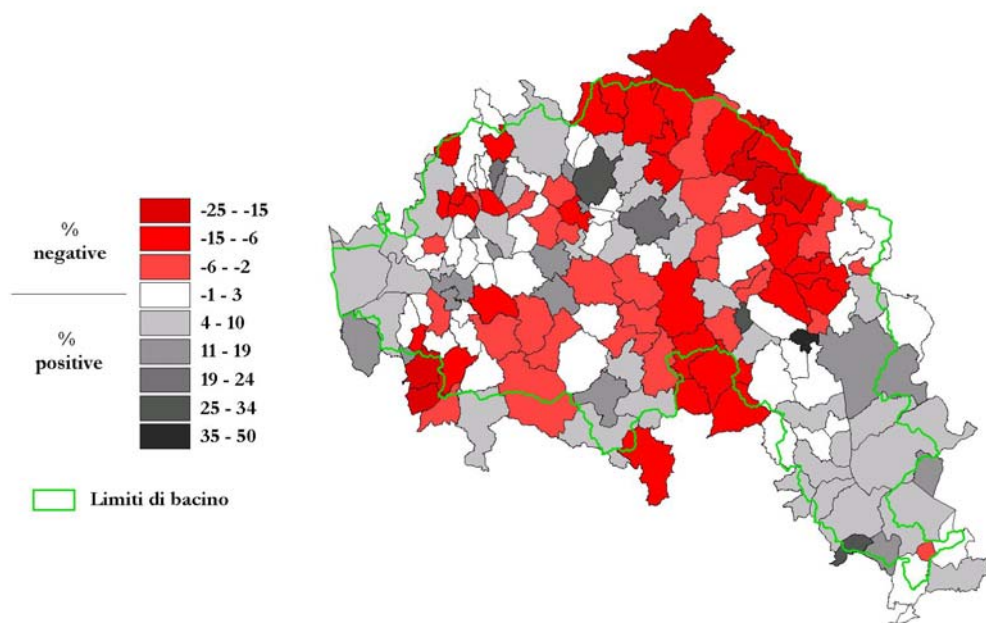 %
negative
%
positive
-25 - -15
-15 - -6
-6 - -2
-1 - 3
4 - 10
11 - 19
19 - 24
25 - 34
35 - 50
Limiti di bacino